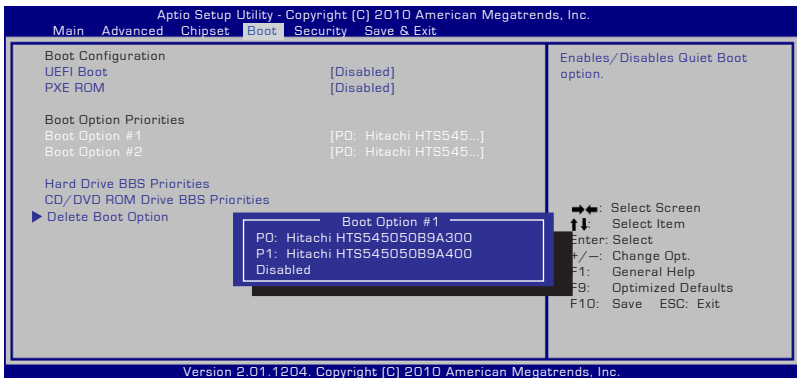 Aptio Setup Utility - Copyright (C) 2010 American Megatrends, Inc.
Main Advanced Chipset Boot Security Save & Exit
Boot Configuration
UEFI Boot [Disabled]
PXE ROM [Disabled]
Boot Option Priorities
Boot Option #1 [P0: Hitachi HTS545...]
Boot Option #2 [P0: Hitachi HTS545...]
Hard Drive BBS Priorities
CD/DVD ROM Drive BBS Priorities
Delete Boot Option
Boot Option #1
P0: Hitachi HTS545050B9A300
P1: Hitachi HTS545050B9A400
Disabled
Enables/Disables Quiet Boot
option.
→←: Select Screen
↑↓: Select Item
Enter: Select
+/—: Change Opt.
F1: General Help
F9: Optimized Defaults
F10: Save ESC: Exit
Version 2.01.1204. Copyright (C) 2010 American Megatrends, Inc.